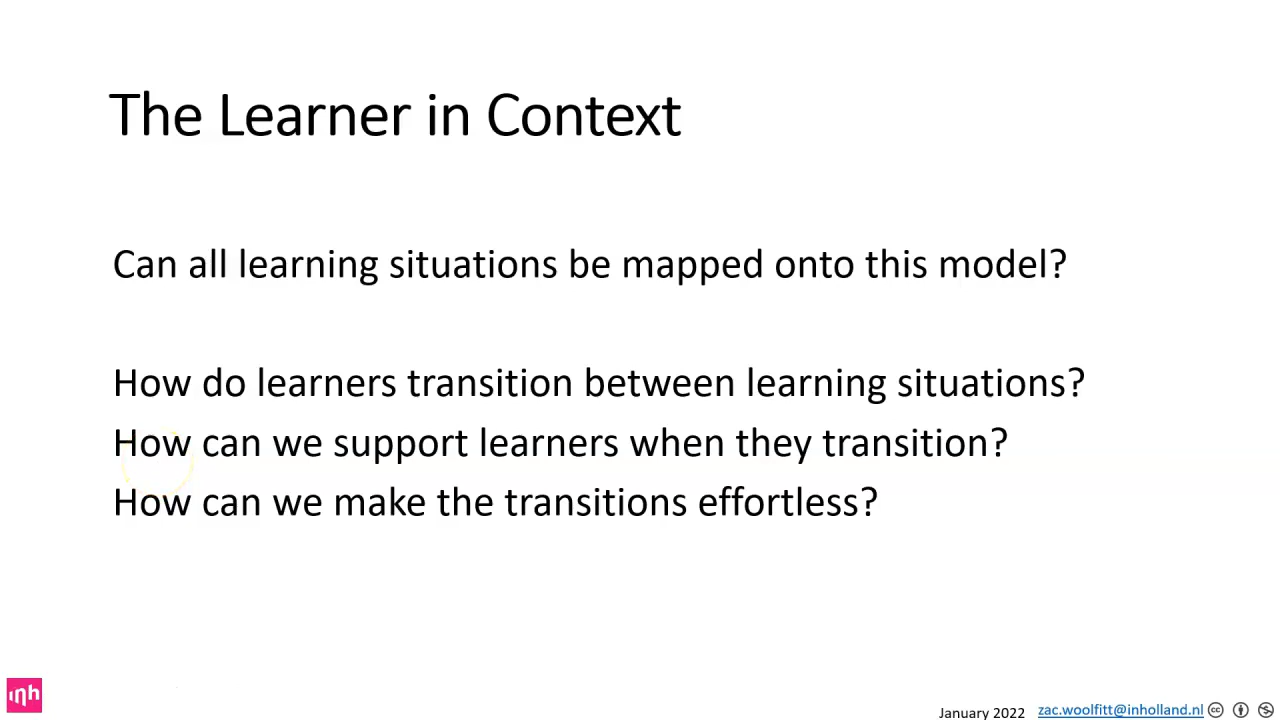 The Learner in Context
Can all learning situations be mapped onto this model?
How do learners transition between learning situations?
How can we support learners when they transition?
How can we make the transitions effortless?
inh
January 2022 zac.woolfitt@inholland.nl cc